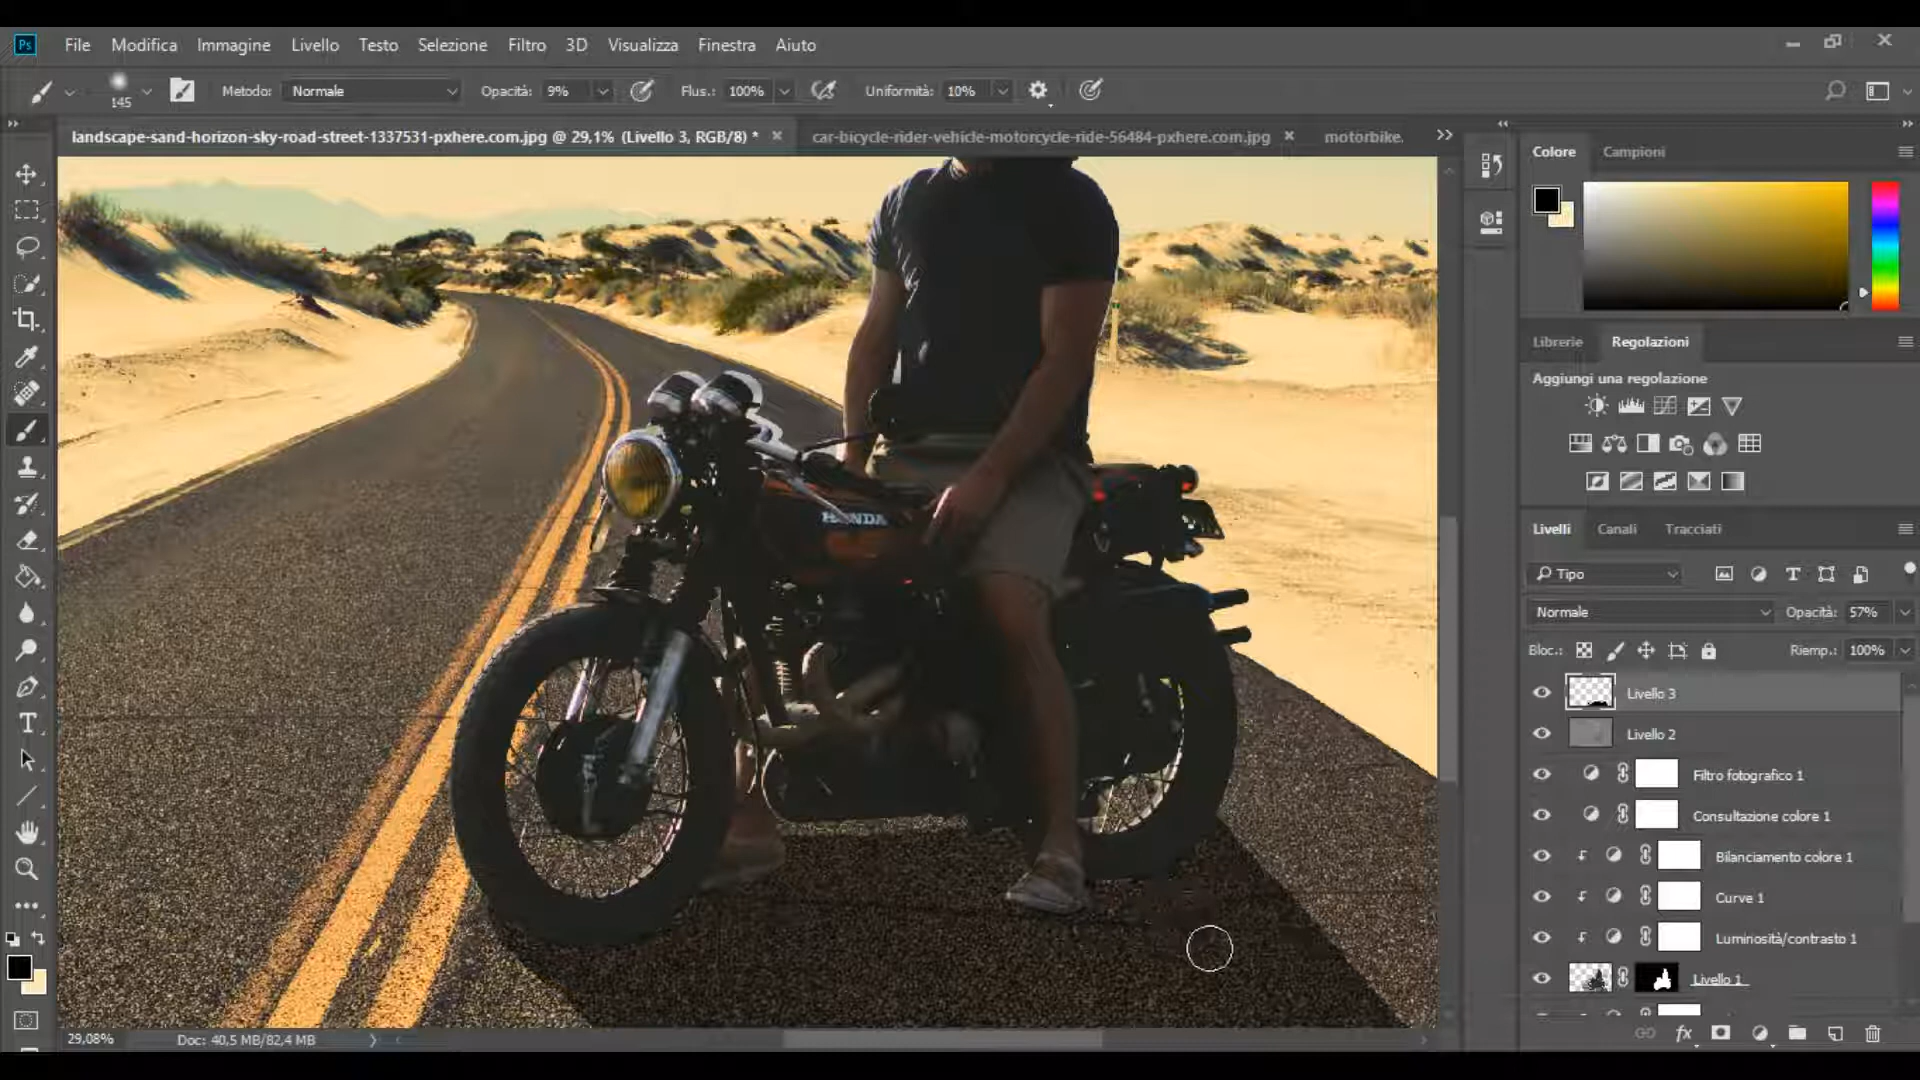 Ps File Modifica Immagine Livello Testo Selezione Filtro 3D Visualizza Finestra Aiuto
145 Metodo: Normale Opacità: 9% Flus.: 100% Uniformità: 10%
landscape-sand-horizon-sky-road-street-1337531-pxhere.com.jpg @ 29,1% (Livello 3, RGB/8) * car-bicycle-rider-vehicle-motorcycle-ride-56484-pxhere.com.jpg motorbike.
Colore Campioni
Librerie Regolazioni
Aggiungi una regolazione
HONDA
Livelli Canali Tracciati
Tipo
Normale Opacità: 57%
Bloc.: Riemp.: 100%
Livello 3
Livello 2
Filtro fotografico 1
Consultazione colore 1
Bilanciamento colore 1
Curve 1
Luminosità/contrasto 1
Livello 1
fx
29,08% Doc: 40,5 MB/82,4 MB